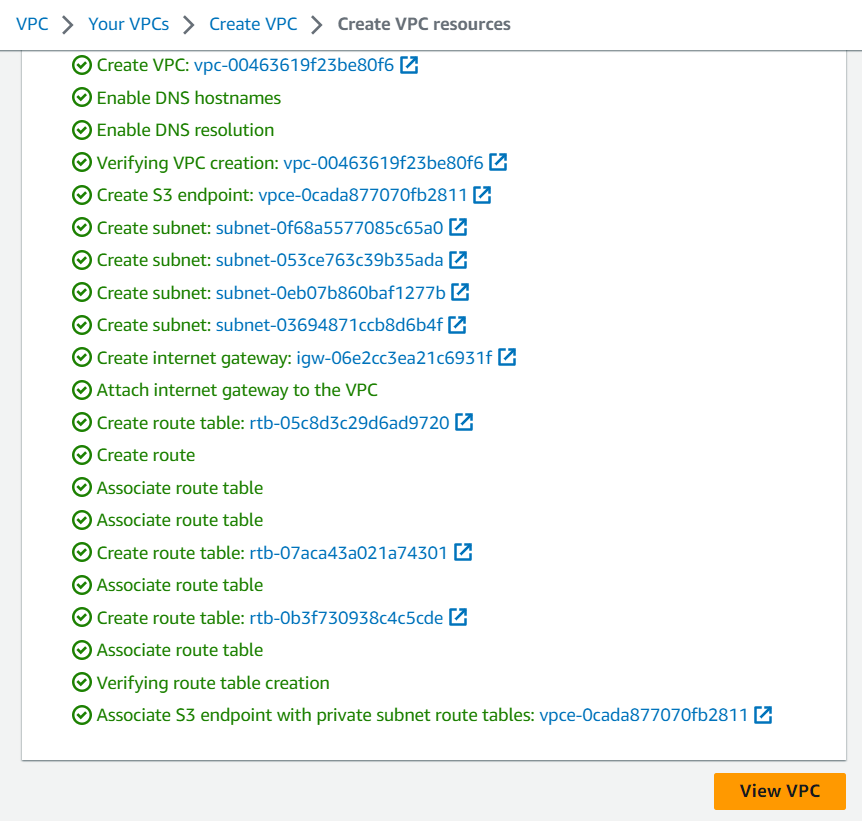 VPC > Your VPCs > Create VPC > Create VPC resources
Create VPC: vpc-00463619f23be80f6
Enable DNS hostnames
Enable DNS resolution
Verifying VPC creation: vpc-00463619f23be80f6
Create S3 endpoint: vpce-0cada877070fb2811
Create subnet: subnet-0f68a5577085c65a0
Create subnet: subnet-053ce763c39b35ada
Create subnet: subnet-0eb07b860baf1277b
Create subnet: subnet-03694871ccb8d6b4f
Create internet gateway: igw-06e2cc3ea21c6931f
Attach internet gateway to the VPC
Create route table: rtb-05c8d3c29d6ad9720
Create route
Associate route table
Associate route table
Create route table: rtb-07aca43a021a74301
Associate route table
Create route table: rtb-0b3f730938c4c5cde
Associate route table
Verifying route table creation
Associate S3 endpoint with private subnet route tables: vpce-0cada877070fb2811
View VPC